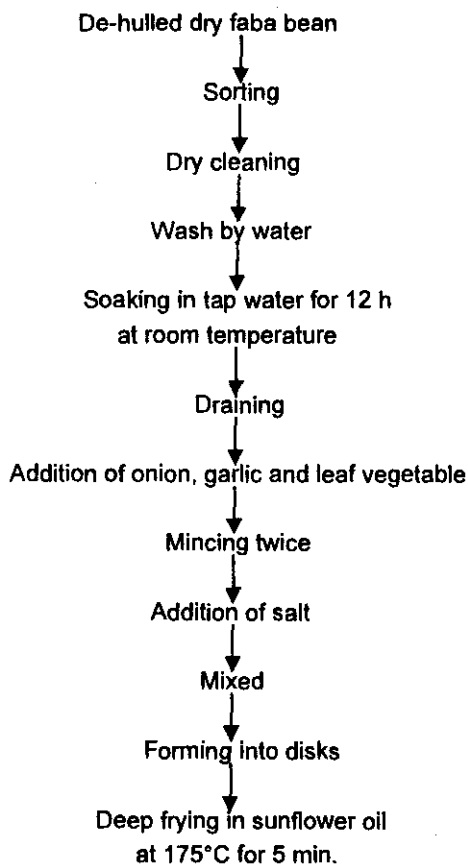 De-hulled dry faba bean
Sorting
Dry cleaning
Wash by water
Soaking in tap water for 12 h
at room temperature
Draining
Addition of onion, garlic and leaf vegetable
Mincing twice
Addition of salt
Mixed
Forming into disks
Deep frying in sunflower oil
at 175°C for 5 min.